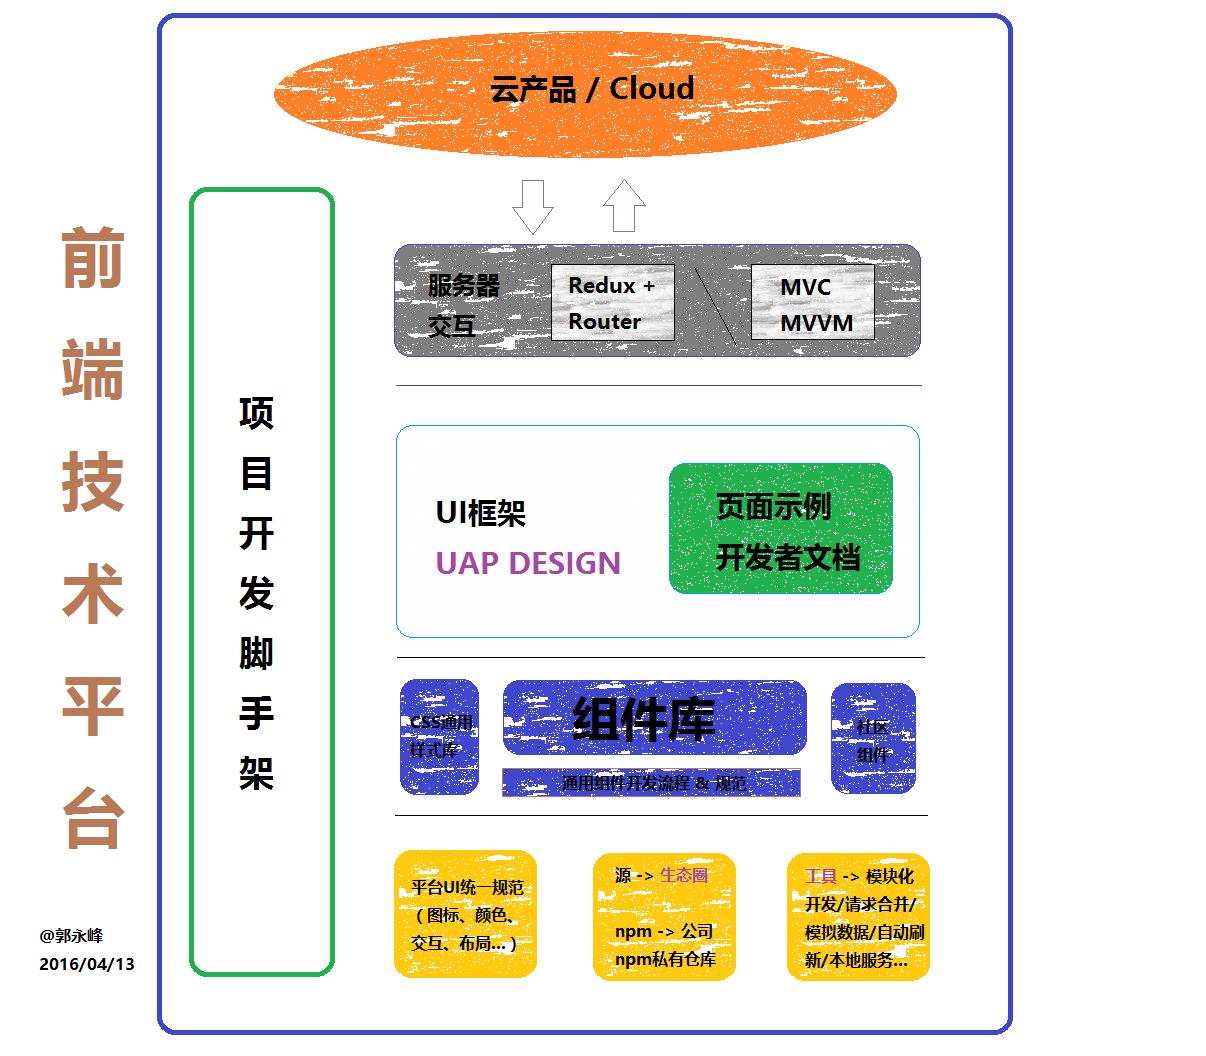 前端技术平台
@郭永峰
2016/04/13
项目开发脚手架
云产品 / Cloud
服务器
交互
Redux +
Router
MVC
MVVM
UI框架
UAP DESIGN
页面示例
开发者文档
CSS通用
样式库
组件库
通用组件开发流程 & 规范
社区
组件
平台UI统一规范
（图标、颜色、
交互、布局...）
源 -> 生态圈
npm -> 公司
npm私有仓库
工具 -> 模块化
开发/请求合并/
模拟数据/自动刷
新/本地服务...